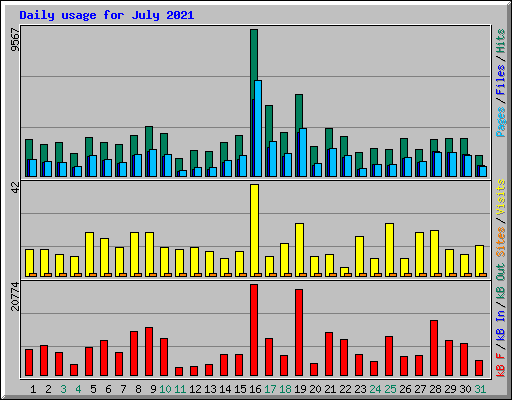 Daily usage for July 2021
9567
42
20774
Pages / Files / Hits
Sites / Visits
kB F / kB In / kB Out
1 2 3 4 5 6 7 8 9 10 11 12 13 14 15 16 17 18 19 20 21 22 23 24 25 26 27 28 29 30 31